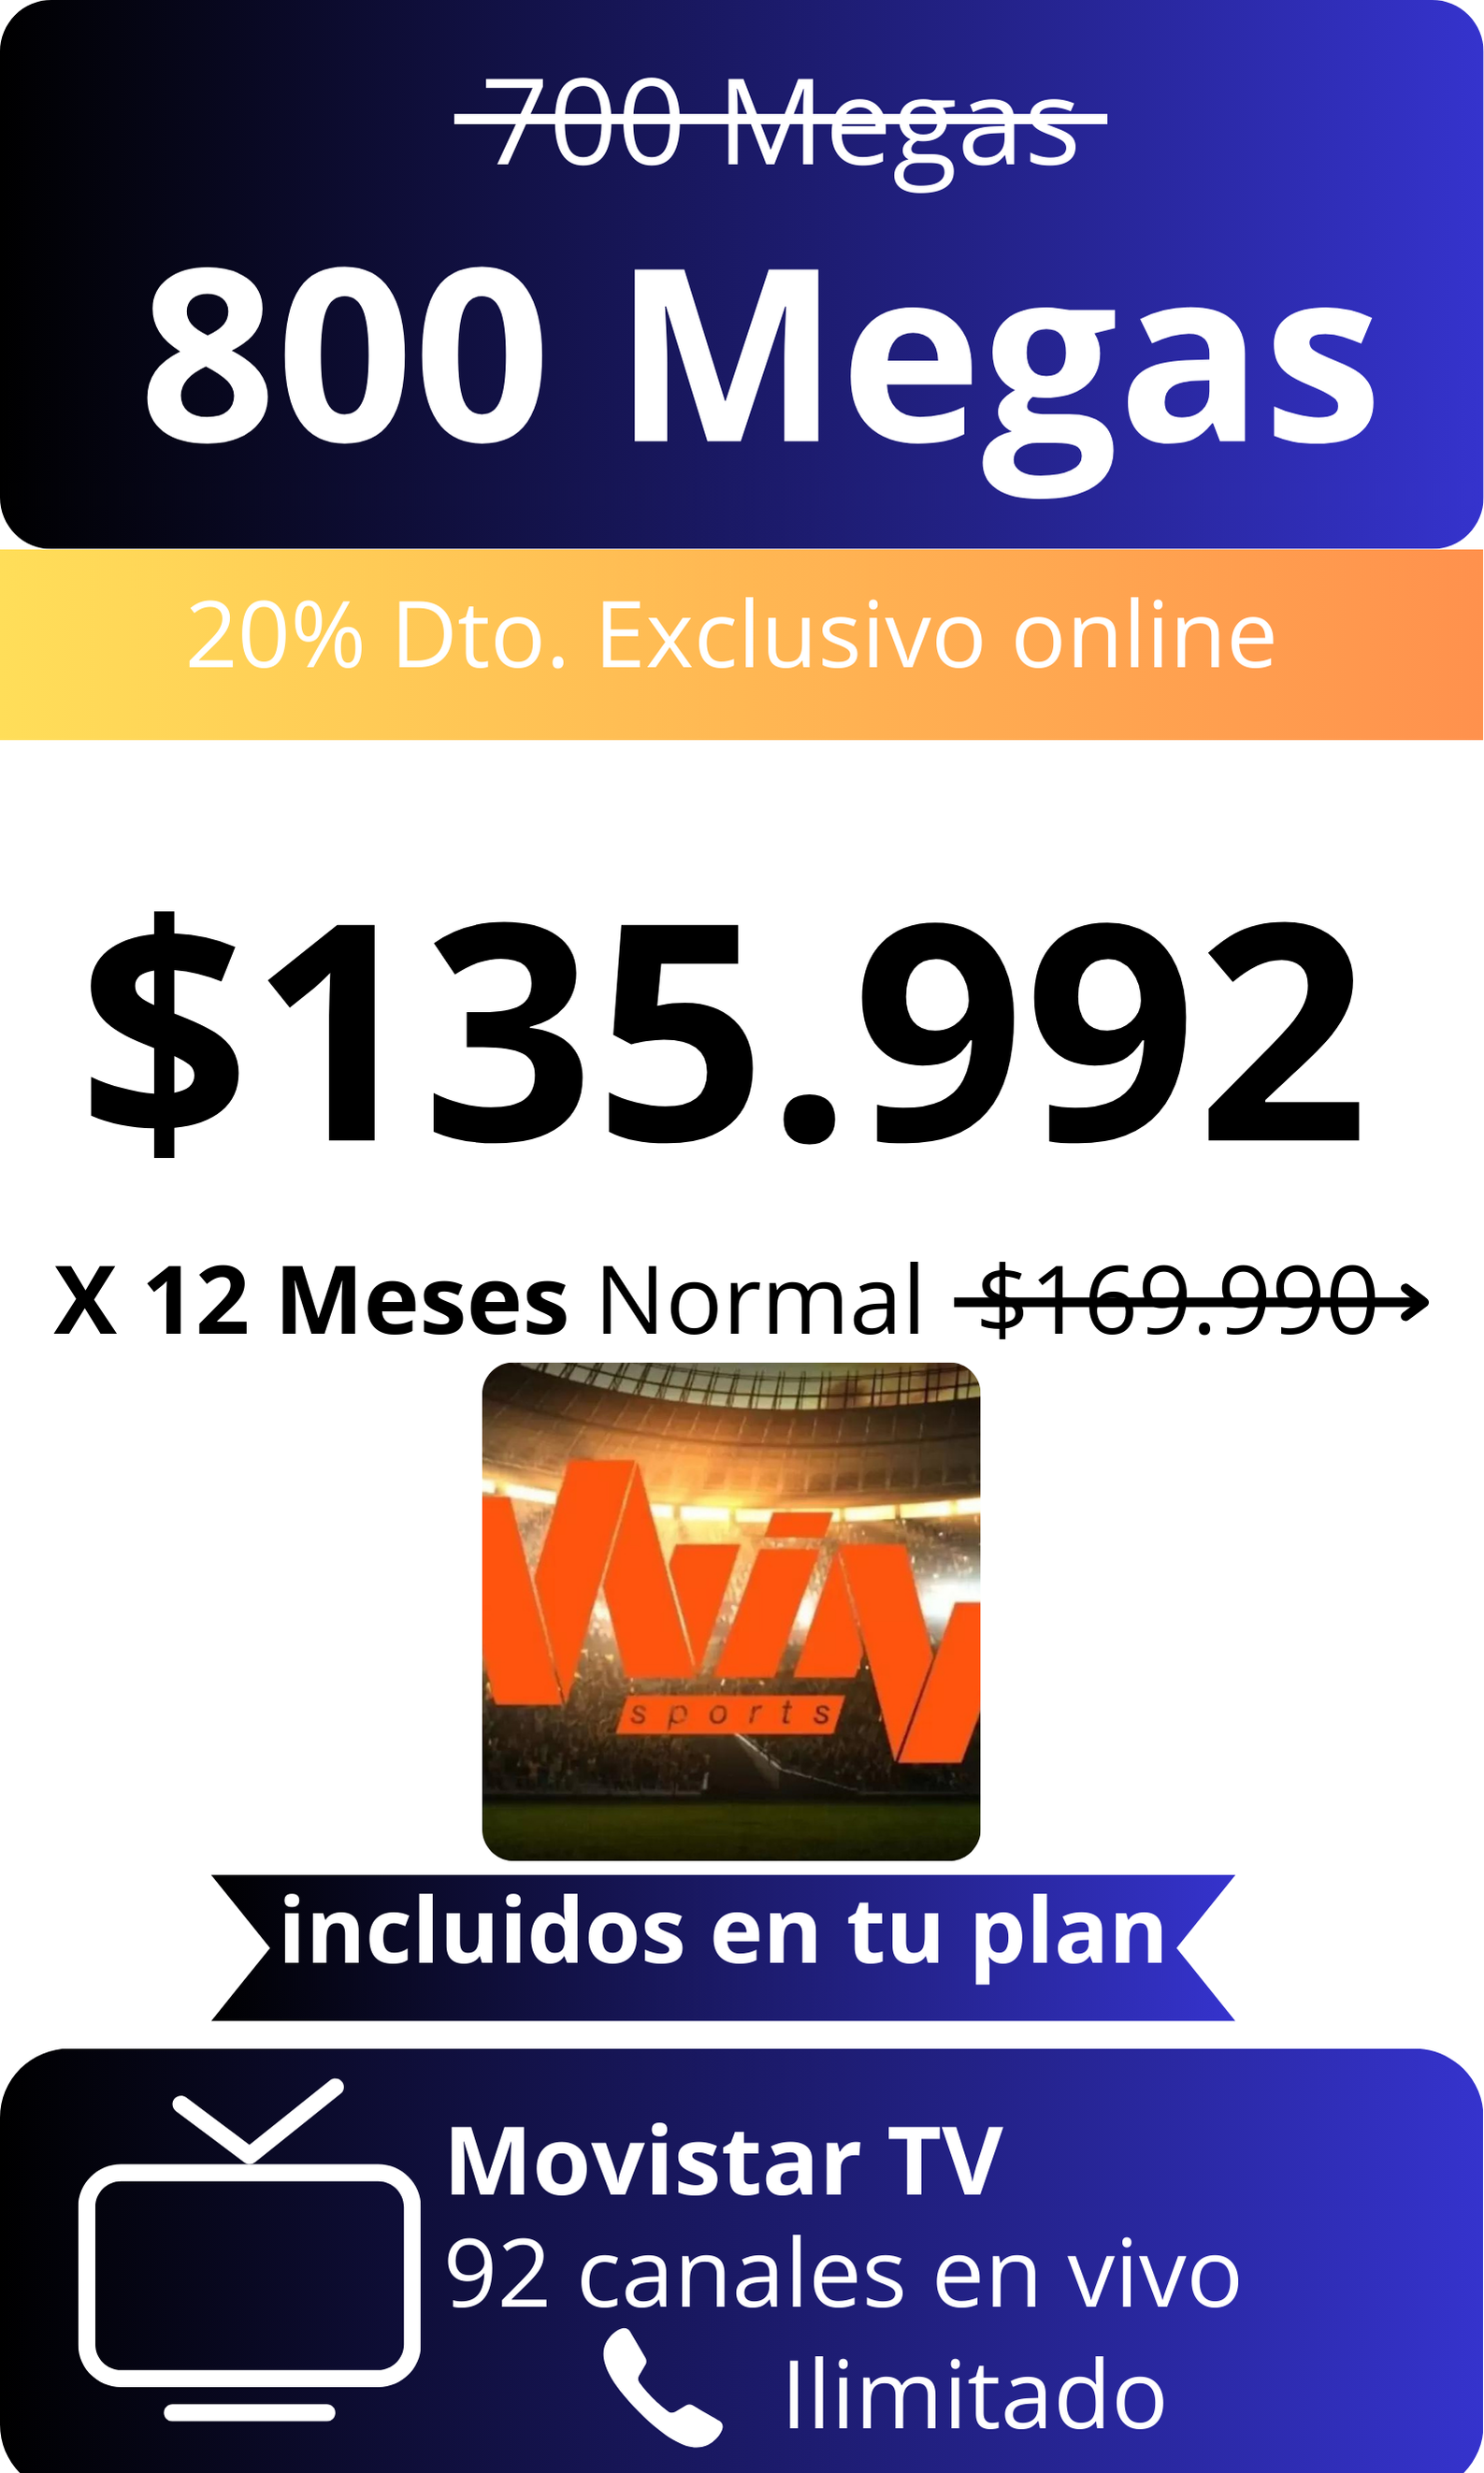 700 Megas
800 Megas
20% Dto. Exclusivo online
$135.992
X 12 Meses Normal $169.990
Win
sports
incluidos en tu plan
Movistar TV
92 canales en vivo
Ilimitado